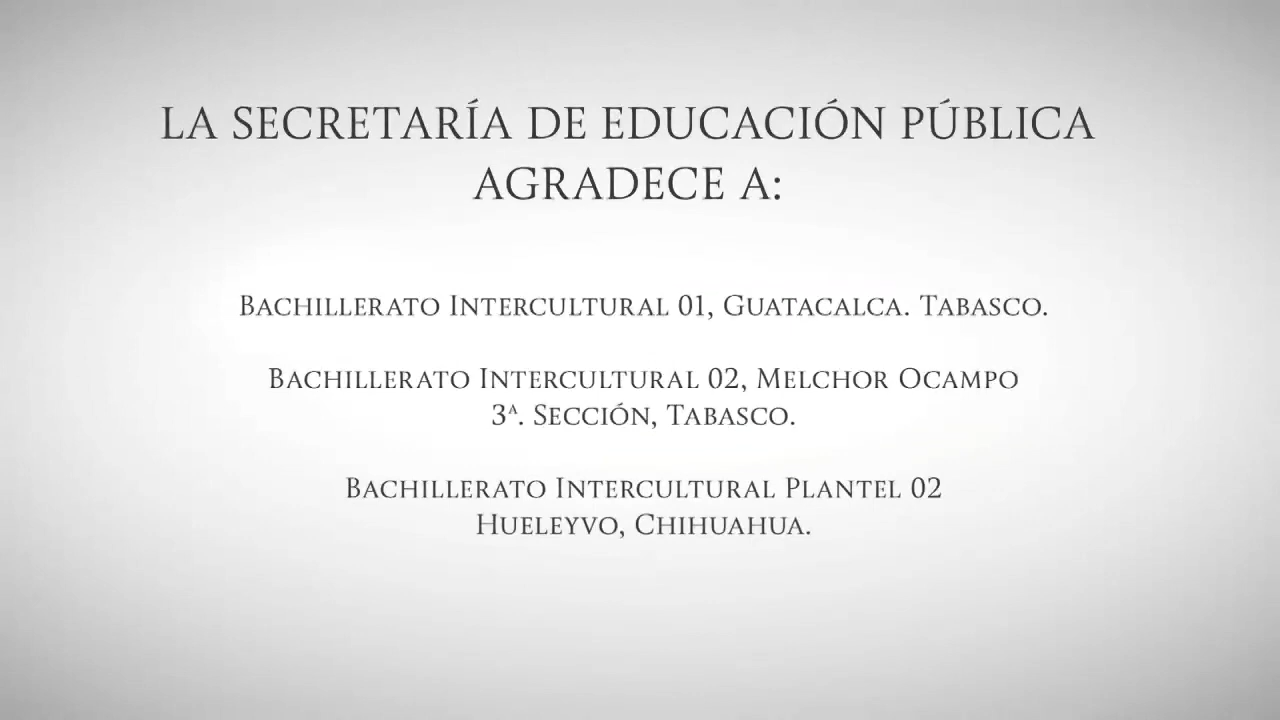 LA SECRETARÍA DE EDUCACIÓN PÚBLICA
AGRADECE A:
BACHILLERATO INTERCULTURAL 01, GUATACALCA. TABASCO.
BACHILLERATO INTERCULTURAL 02, MELCHOR OCAMPO
3ᴬ. SECCIÓN, TABASCO.
BACHILLERATO INTERCULTURAL PLANTEL 02
HUELEYVO, CHIHUAHUA.